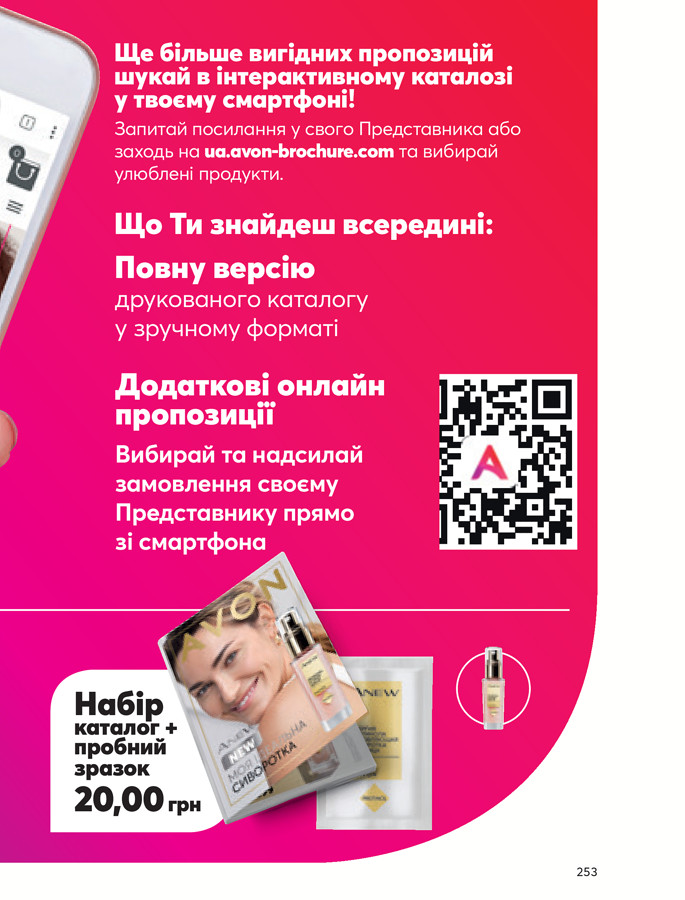 Ще більше вигідних пропозицій
шукай в інтерактивному каталозі
у твоєму смартфоні!
Запитай посилання у свого Представника або
заходь на ua.avon-brochure.com та вибирай
улюблені продукти.
Що Ти знайдеш всередині:
Повну версію
друкованого каталогу
у зручному форматі
Додаткові онлайн
пропозиції
Вибирай та надсилай
замовлення своєму
Представнику прямо
зі смартфона
AVON
ANEW
NEW
СИВОРОТКА
ANEW
Набір
каталог +
пробний
зразок
20,00 грн
253